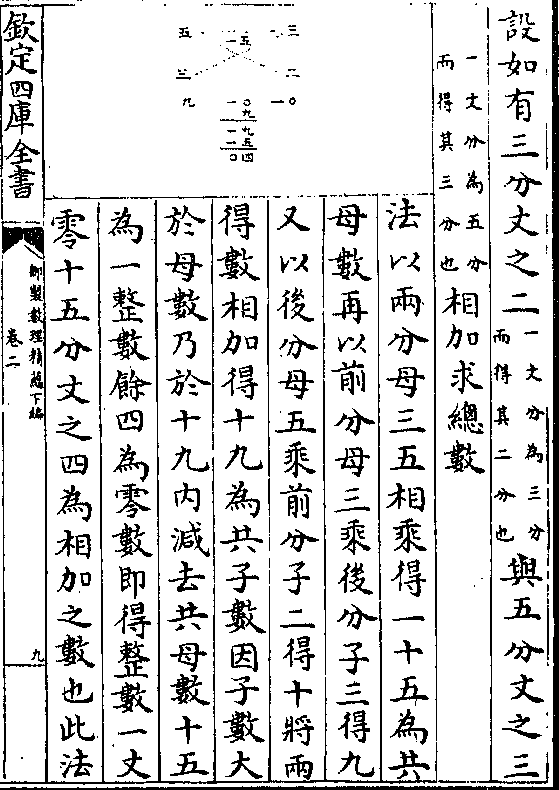 設如有三分丈之二一丈分為三分而得其二分也與五分丈之三
一丈分為五分而得其三分也相加求總數
三 五
二 三
一五
一〇 九
一〇
九
一九
一五
〇四
法以兩分母三五相乘得一十五為共
母數再以前分母三乘後分子三得九
又以後分母五乘前分子二得十將兩
得數相加得十九為共子數因子數大
於母數乃於十九內減去共母數十五
為一整數餘四為零數即得整數一丈
零十五分丈之四為相加之數也此法
欽定四庫全書
御製數理精蘊下編
卷二
九